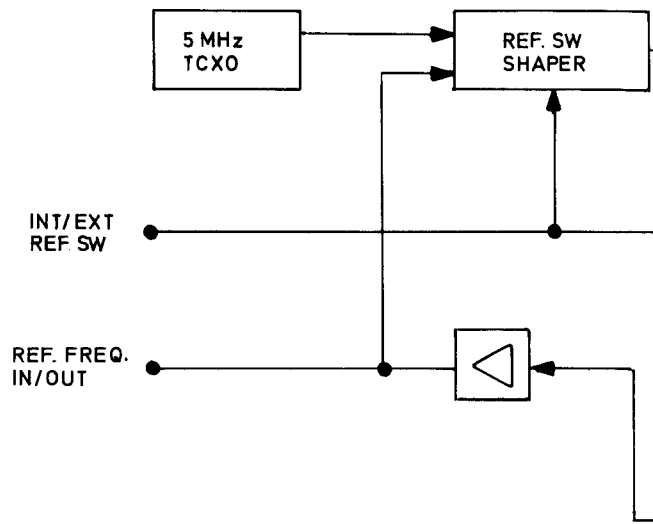 5 MHz
TCXO
REF. SW
SHAPER
INT/EXT
REF. SW
REF. FREQ.
IN/OUT